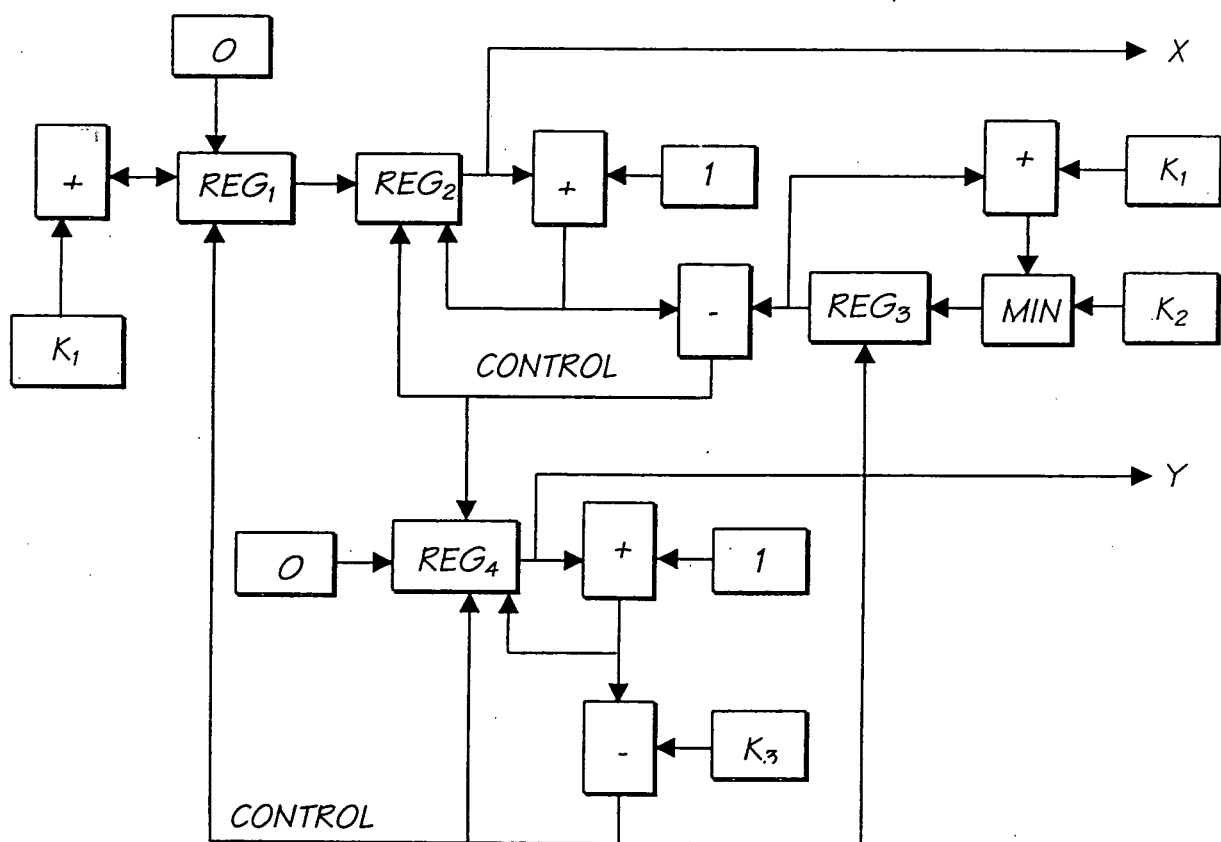 0
X
+
REG₁
REG₂
+
1
+
K₁
K₁
-
REG₃
MIN
K₂
CONTROL
Y
0
REG₄
+
1
-
K₃
CONTROL